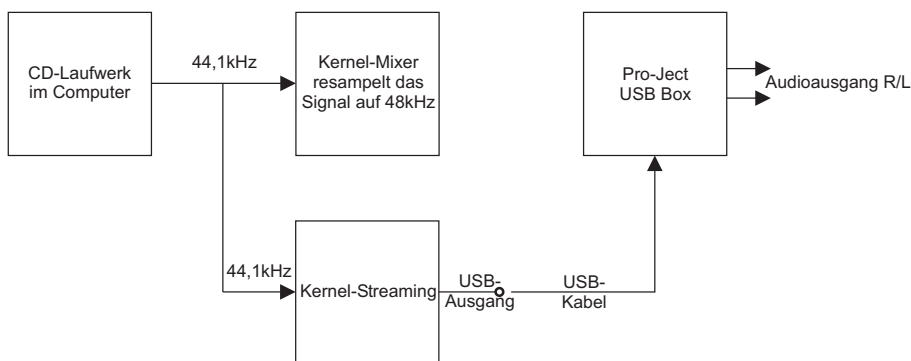 CD-Laufwerk
im Computer
44,1kHz
Kernel-Mixer
resampelt das
Signal auf 48kHz
Pro-Ject
USB Box
Audioausgang R/L
44,1kHz
Kernel-Streaming
USB-
Ausgang
USB-
Kabel